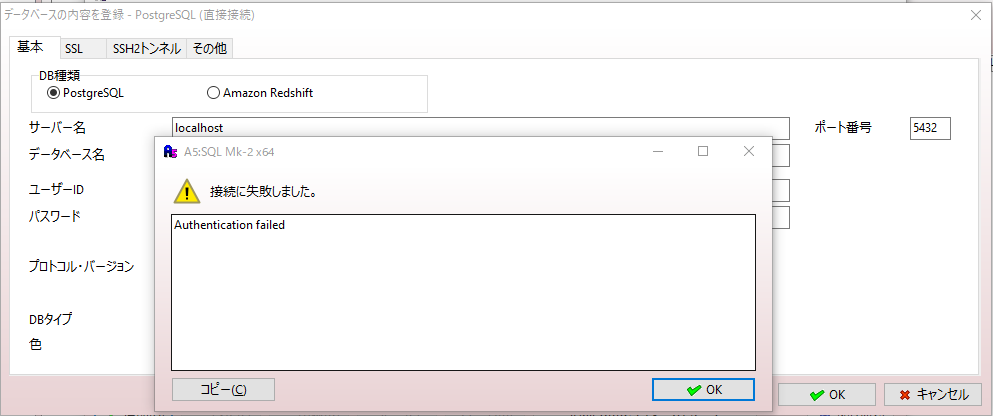 データベースの内容を登録 - PostgreSQL (直接接続)
基本 SSL SSH2トンネル その他
DB種類
PostgreSQL Amazon Redshift
サーバー名 localhost ポート番号 5432
データベース名
ユーザーID
パスワード
プロトコル・バージョン
DBタイプ
色
A5:SQL Mk-2 x64
接続に失敗しました。
Authentication failed
コピー(C) OK
OK キャンセル